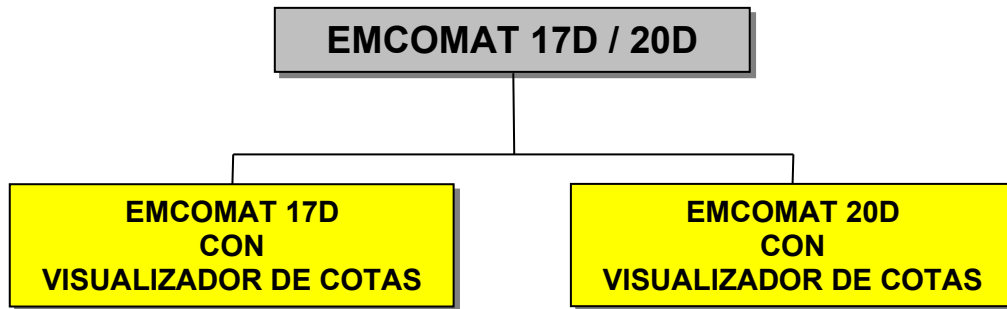 EMCOMAT 17D / 20D
EMCOMAT 17D
CON
VISUALIZADOR DE COTAS
EMCOMAT 20D
CON
VISUALIZADOR DE COTAS